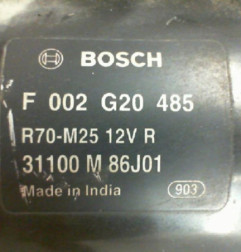 BOSCH
F 002 G20 485
R70-M25 12V R
31100 M 86J01
Made in India 903